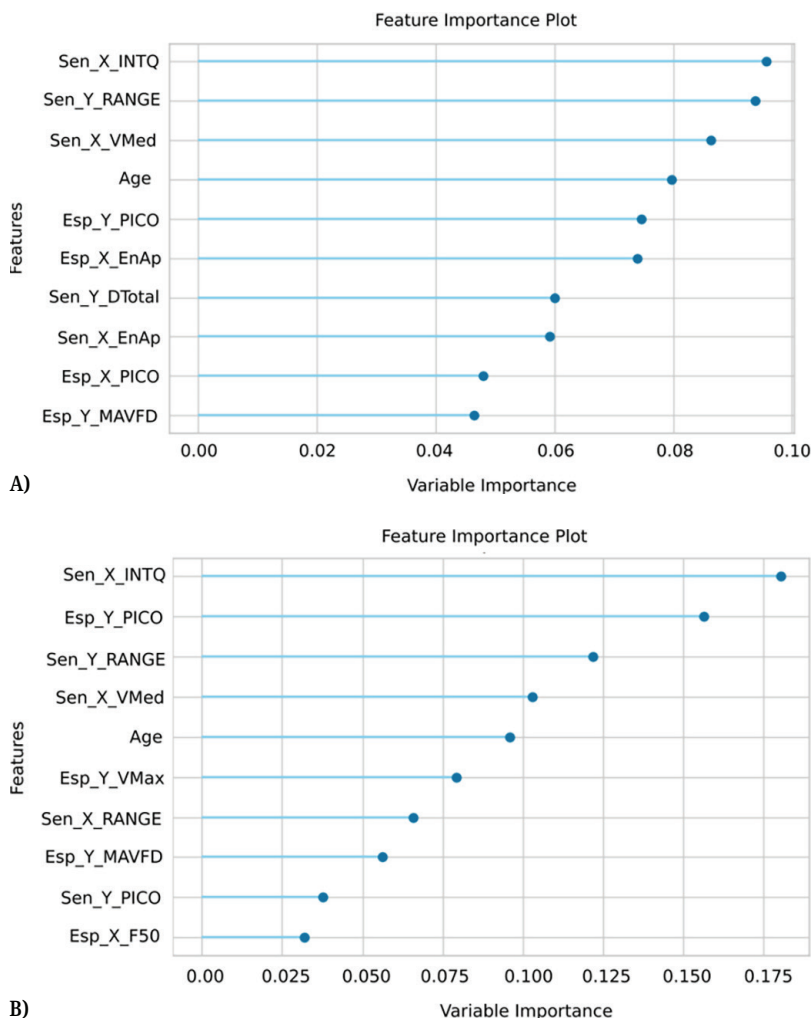 Feature Importance Plot
Sen_X_INTQ
Sen_Y_RANGE
Sen_X_VMed
Age
Esp_Y_PICO
Esp_X_EnAp
Sen_Y_DTotal
Sen_X_EnAp
Esp_X_PICO
Esp_Y_MAVFD
Features
0.00 0.02 0.04 0.06 0.08 0.10
A)
Variable Importance
Feature Importance Plot
Sen_X_INTQ
Esp_Y_PICO
Sen_Y_RANGE
Sen_X_VMed
Age
Esp_Y_VMax
Sen_X_RANGE
Esp_Y_MAVFD
Sen_Y_PICO
Esp_X_F50
Features
0.00 0.025 0.050 0.075 0.100 0.125 0.150 0.175
B)
Variable Importance